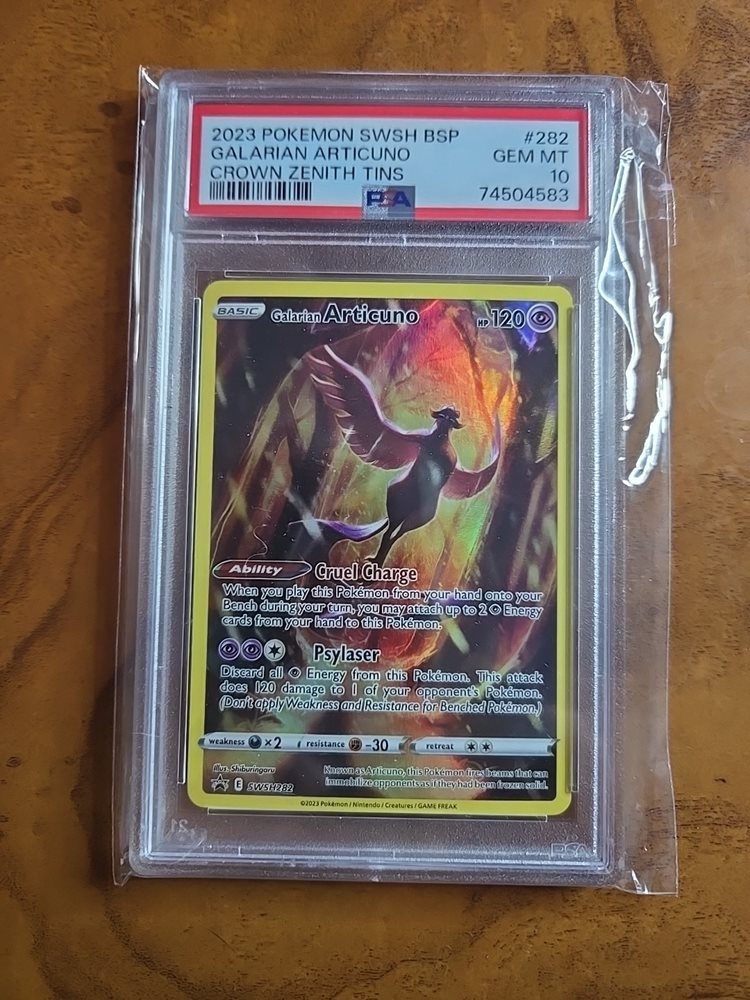 2023 POKEMON SWSH BSP #282
GALARIAN ARTICUNO GEM MT
CROWN ZENITH TINS 10
PSA 74504583
BASIC Galarian Articuno HP 120
Ability Cruel Charge
When you play this Pokémon from your hand onto your
Bench during your turn, you may attach up to 2 Energy
cards from your hand to this Pokémon.
Psylaser
Discard all Energy from this Pokémon. This attack
does 120 damage to 1 of your opponent's Pokémon.
(Don't apply Weakness and Resistance for Benched Pokémon.)
weakness ×2 resistance -30 retreat
Illus. Shiburingaru
Known as Articuno, this Pokémon fires beams that can
immobilize opponents as if they had been frozen solid.
E SWSH282
©2023 Pokémon / Nintendo / Creatures / GAME FREAK
PSA